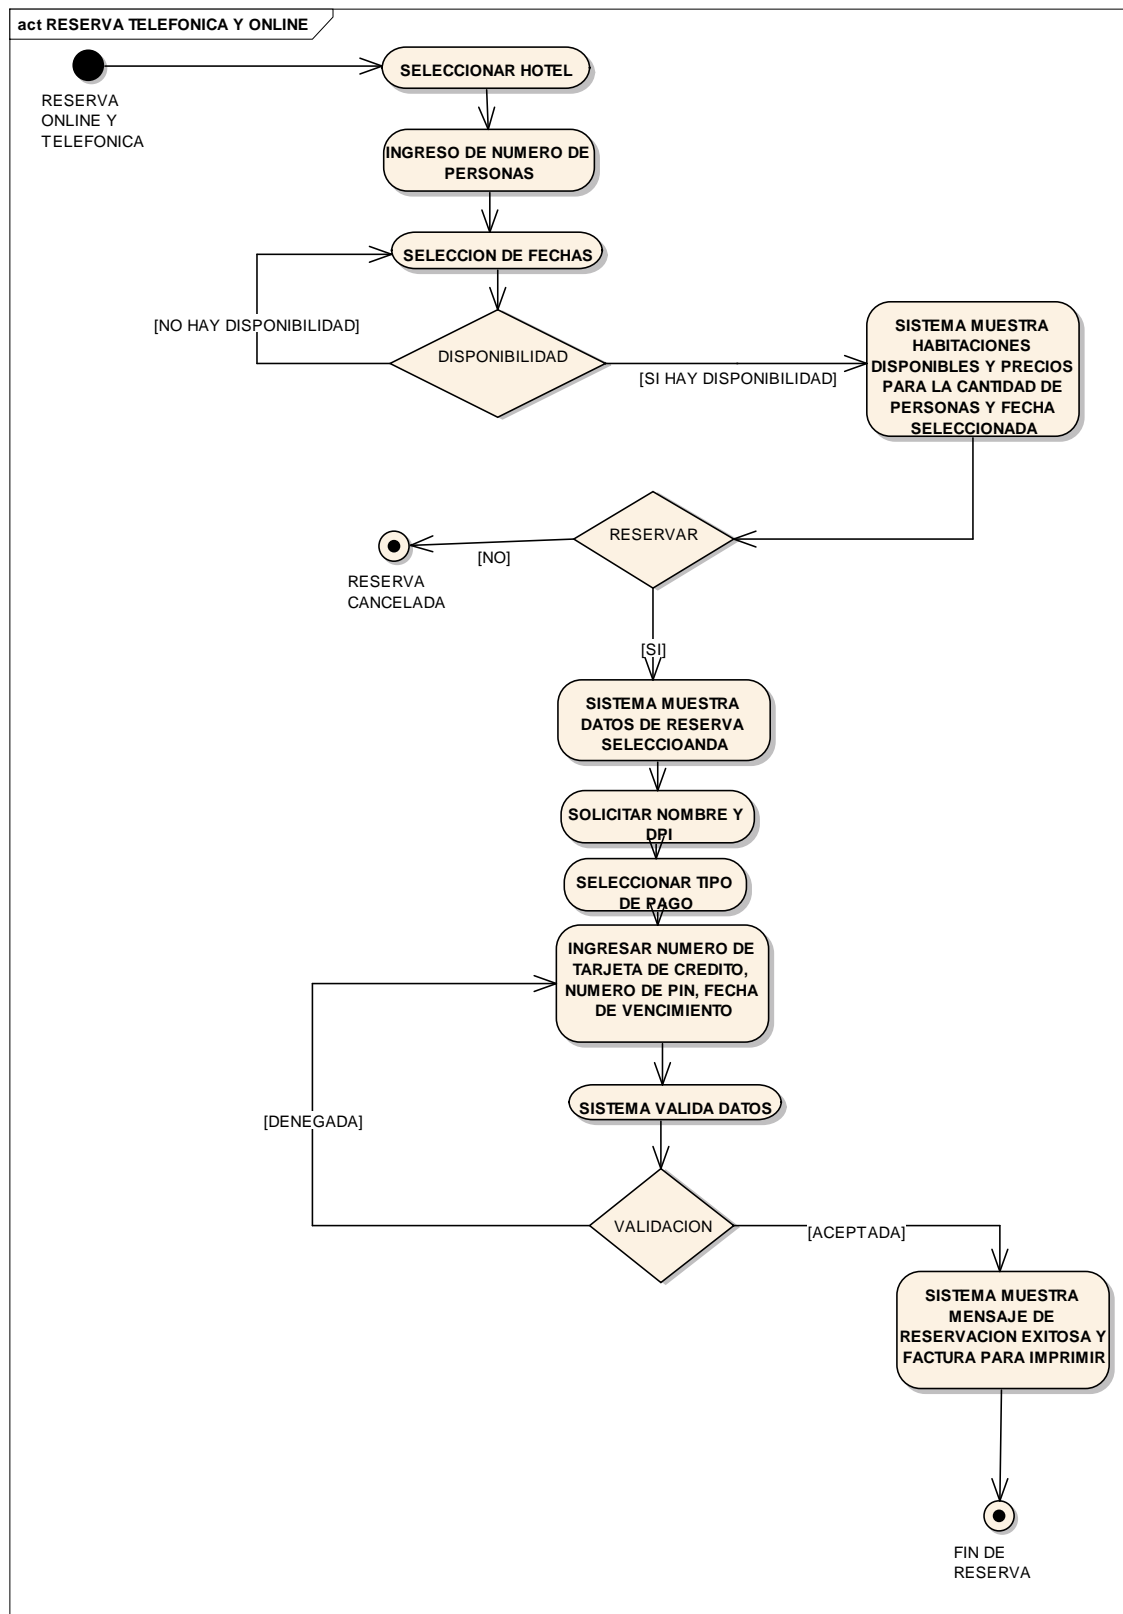 act RESERVA TELEFONICA Y ONLINE
RESERVA
ONLINE Y
TELEFONICA
SELECCIONAR HOTEL
INGRESO DE NUMERO DE
PERSONAS
SELECCION DE FECHAS
[NO HAY DISPONIBILIDAD]
DISPONIBILIDAD
[SI HAY DISPONIBILIDAD]
SISTEMA MUESTRA
HABITACIONES
DISPONIBLES Y PRECIOS
PARA LA CANTIDAD DE
PERSONAS Y FECHA
SELECCIONADA
RESERVAR
[NO]
RESERVA
CANCELADA
[SI]
SISTEMA MUESTRA
DATOS DE RESERVA
SELECCIOANDA
SOLICITAR NOMBRE Y
DPI
SELECCIONAR TIPO
DE PAGO
INGRESAR NUMERO DE
TARJETA DE CREDITO,
NUMERO DE PIN, FECHA
DE VENCIMIENTO
SISTEMA VALIDA DATOS
[DENEGADA]
VALIDACION
[ACEPTADA]
SISTEMA MUESTRA
MENSAJE DE
RESERVACION EXITOSA Y
FACTURA PARA IMPRIMIR
FIN DE
RESERVA